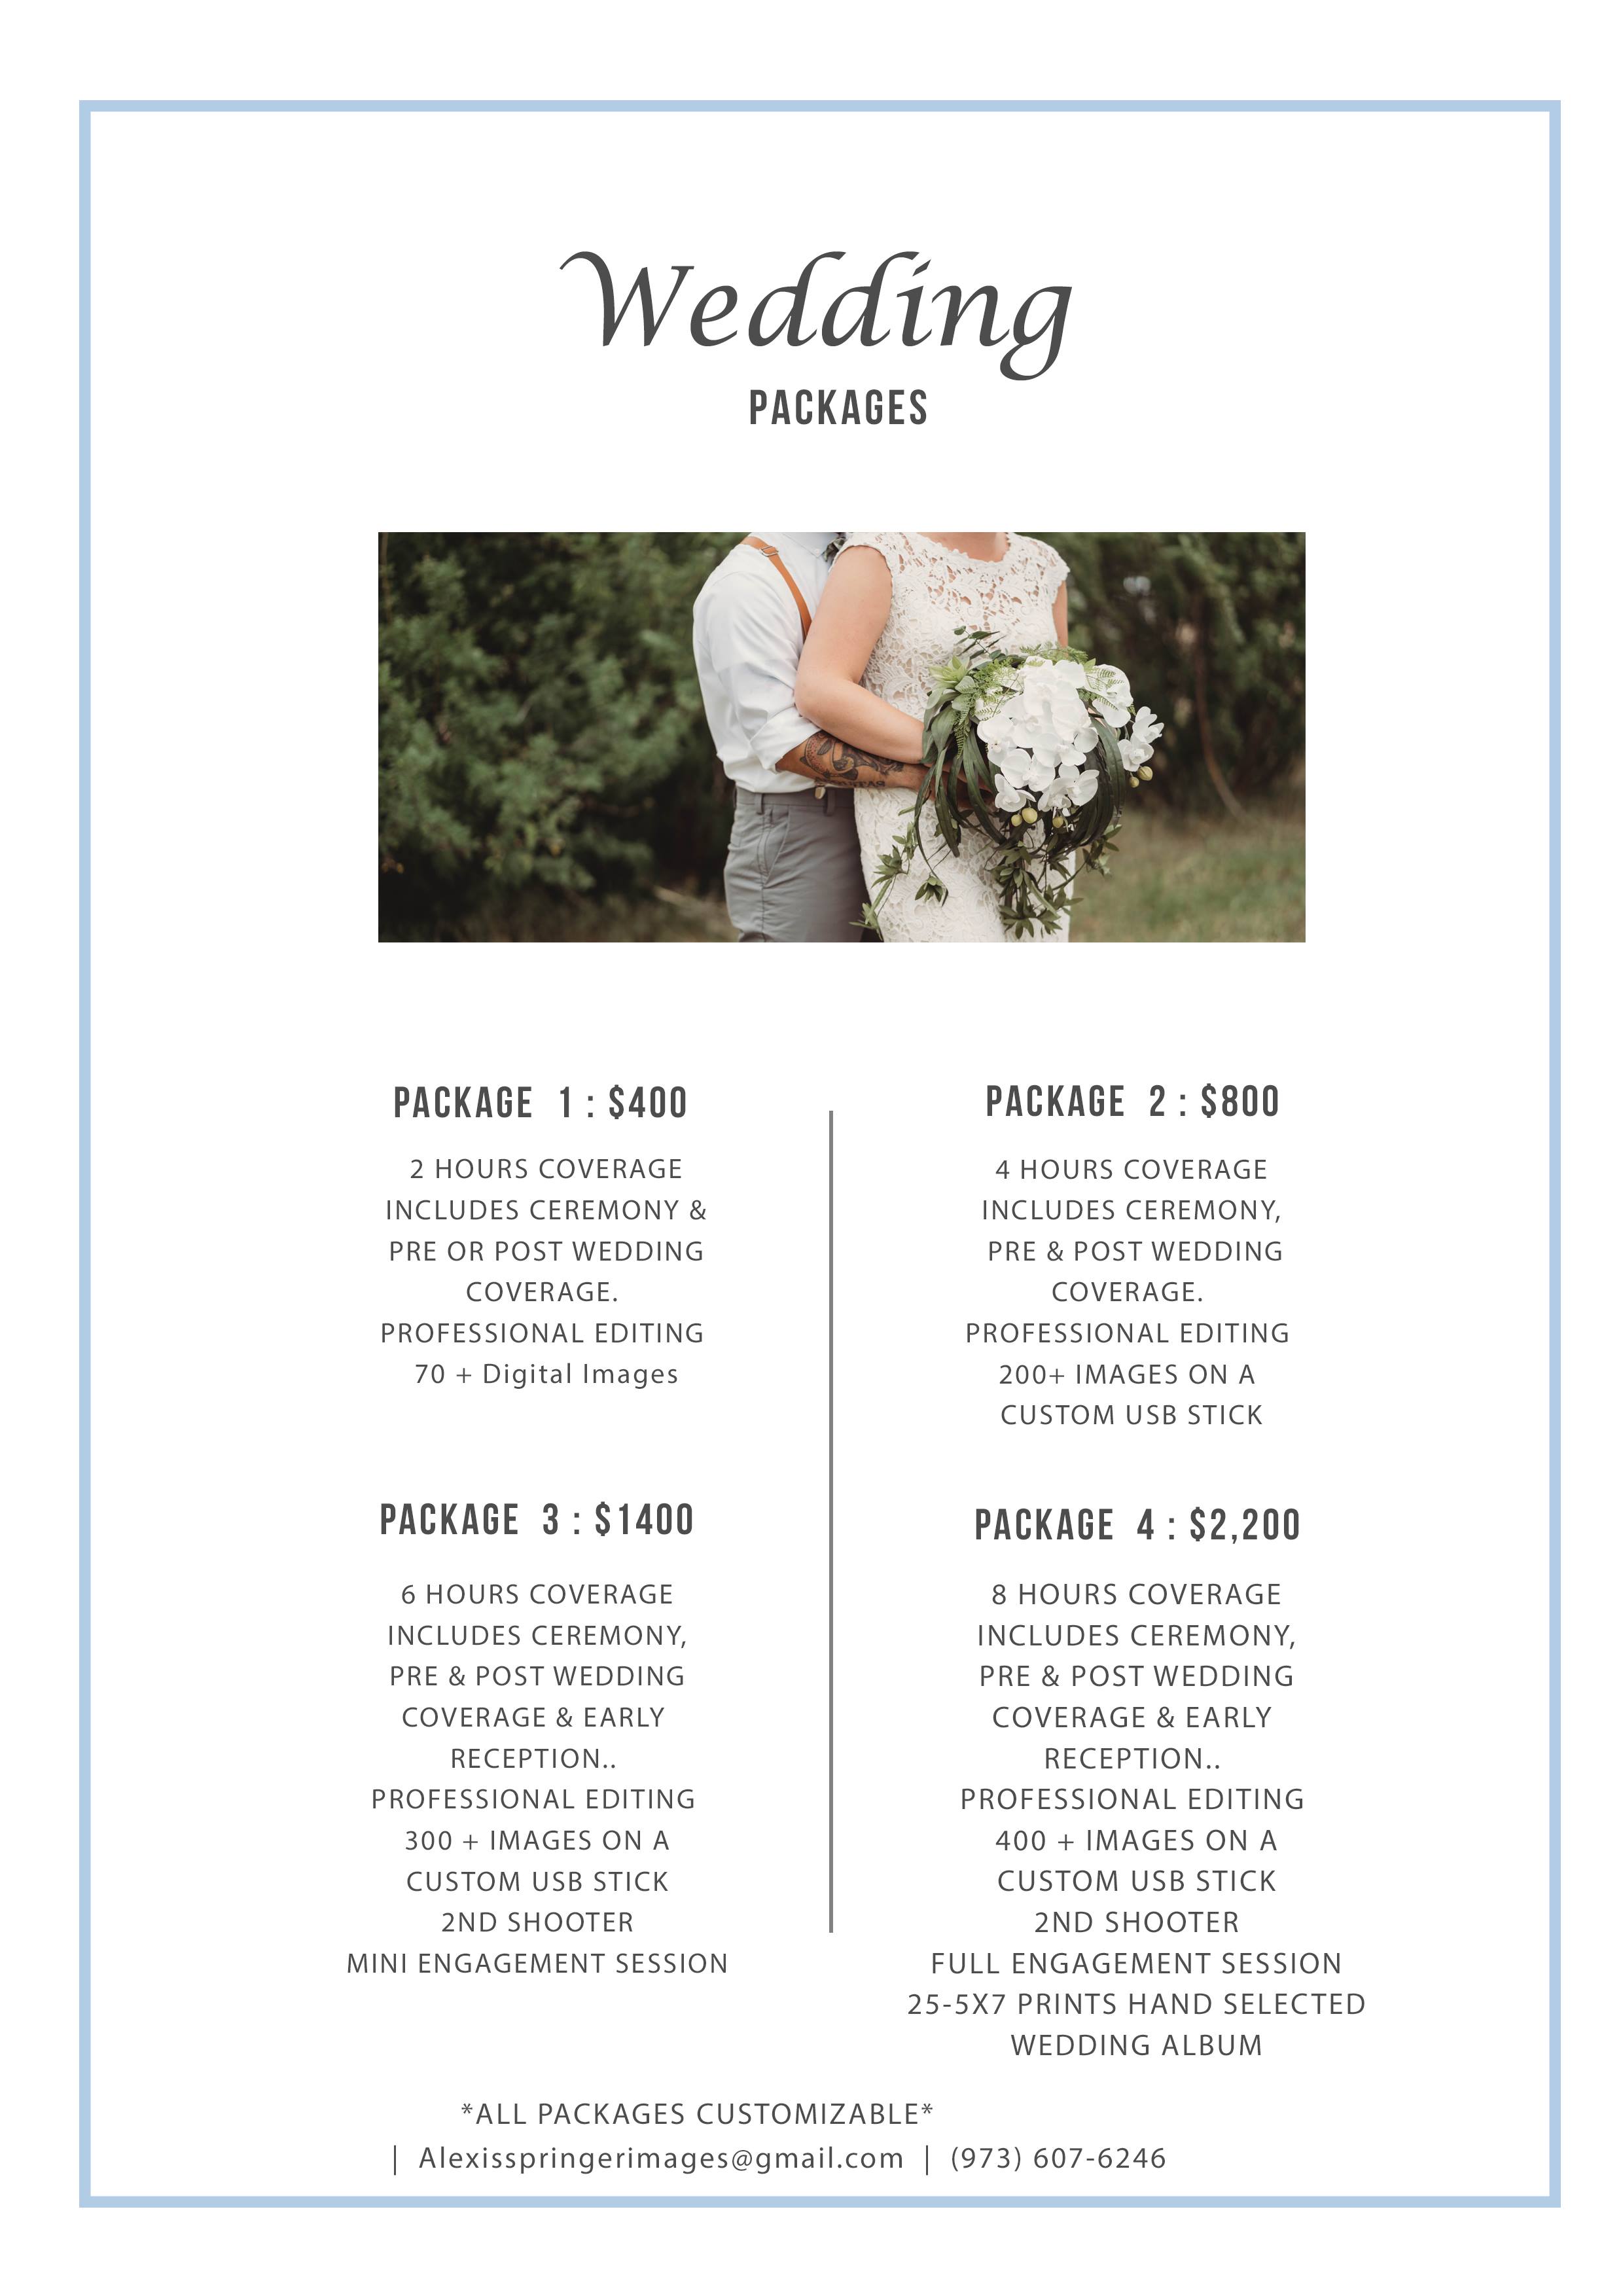 Wedding
PACKAGES
PACKAGE 1 : $400
2 HOURS COVERAGE
INCLUDES CEREMONY &
PRE OR POST WEDDING
COVERAGE.
PROFESSIONAL EDITING
70 + Digital Images
PACKAGE 2 : $800
4 HOURS COVERAGE
INCLUDES CEREMONY,
PRE & POST WEDDING
COVERAGE.
PROFESSIONAL EDITING
200+ IMAGES ON A
CUSTOM USB STICK
PACKAGE 3 : $1400
6 HOURS COVERAGE
INCLUDES CEREMONY,
PRE & POST WEDDING
COVERAGE & EARLY
RECEPTION..
PROFESSIONAL EDITING
300 + IMAGES ON A
CUSTOM USB STICK
2ND SHOOTER
MINI ENGAGEMENT SESSION
PACKAGE 4 : $2,200
8 HOURS COVERAGE
INCLUDES CEREMONY,
PRE & POST WEDDING
COVERAGE & EARLY
RECEPTION..
PROFESSIONAL EDITING
400 + IMAGES ON A
CUSTOM USB STICK
2ND SHOOTER
FULL ENGAGEMENT SESSION
25-5X7 PRINTS HAND SELECTED
WEDDING ALBUM
*ALL PACKAGES CUSTOMIZABLE*
| Alexisspringerimages@gmail.com | (973) 607-6246